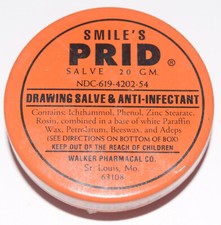 SMILE'S
PRID ®
SALVE 20 GM.
NDC-619-4202-54
DRAWING SALVE & ANTI-INFECTANT
Contains: Ichthammol, Phenol, Zinc Stearate,
Rosin, combined in a base of white Paraffin
Wax, Petrolatum, Beeswax, and Adeps
(SEE DIRECTIONS ON BOTTOM OF BOX)
KEEP OUT OF THE REACH OF CHILDREN
WALKER PHARMACAL CO.
St. Louis, Mo.